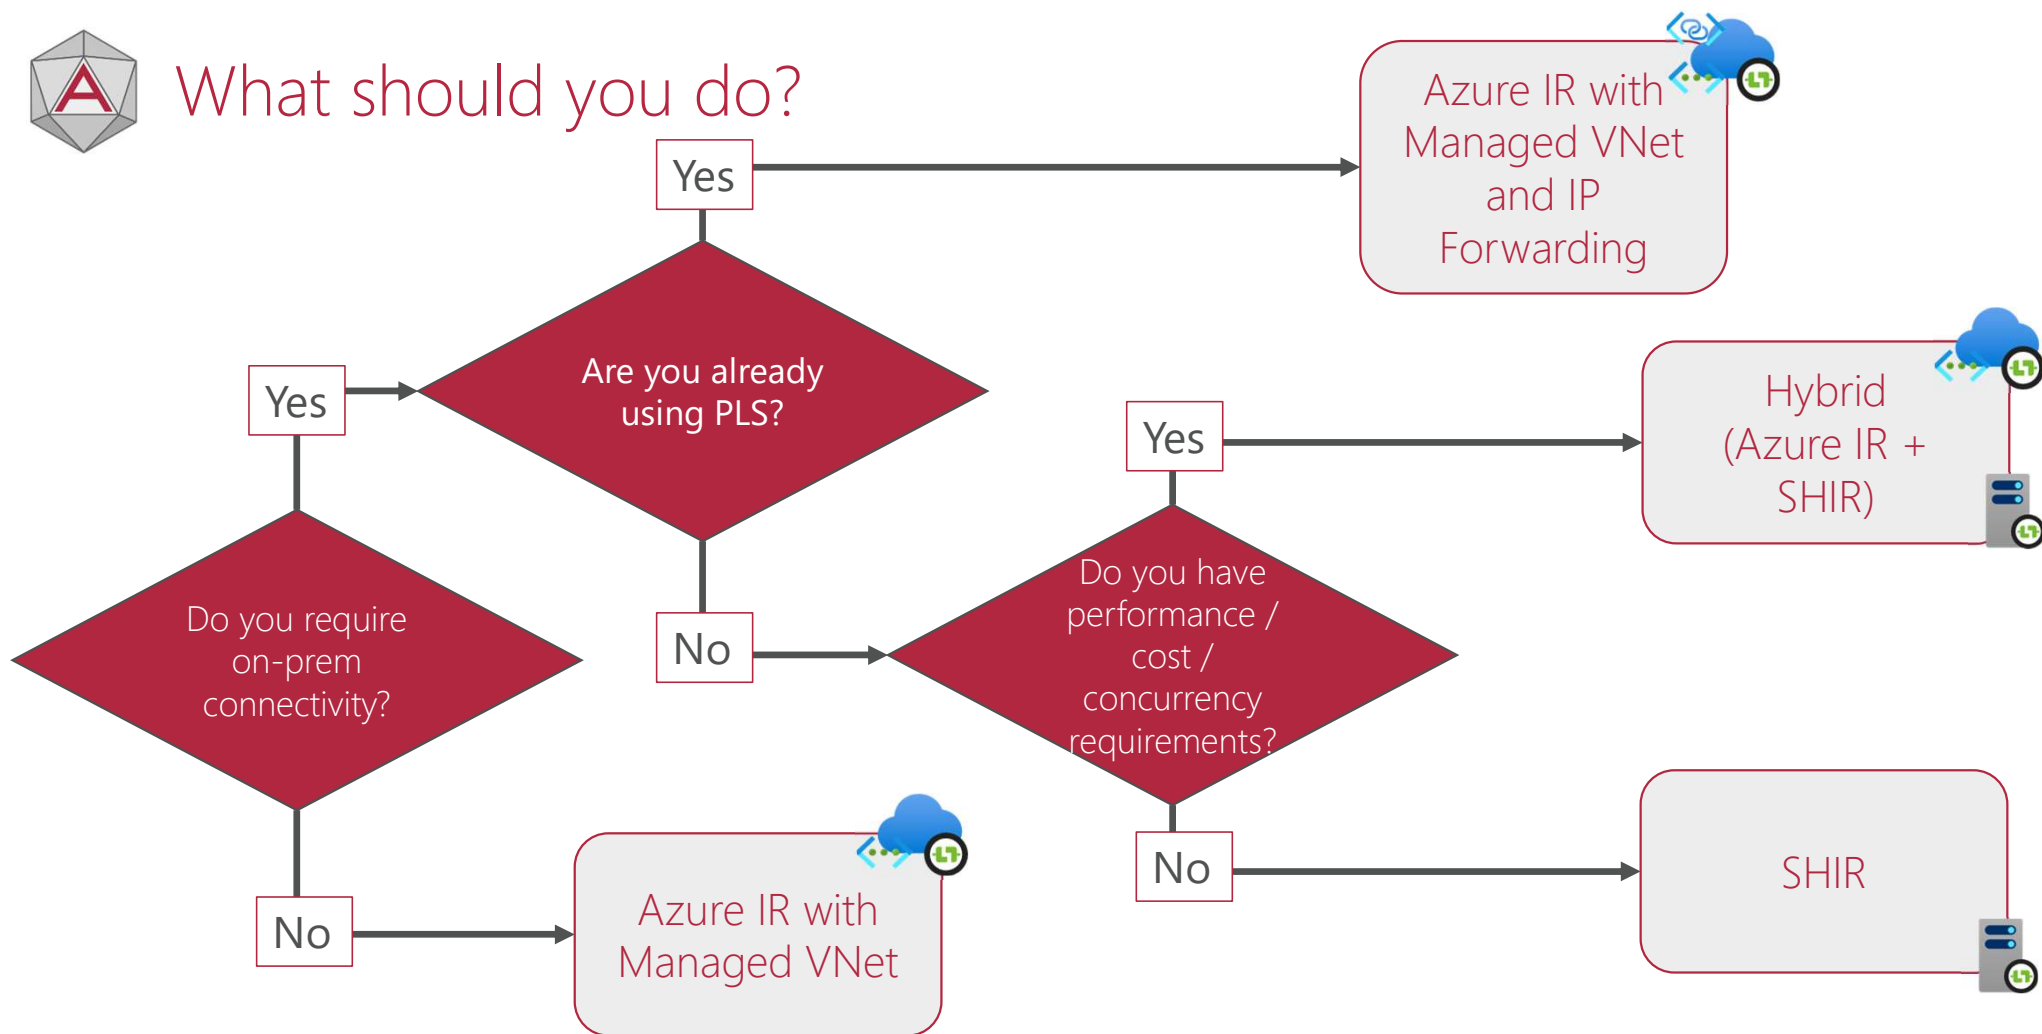 A
What should you do?
Yes
Azure IR with
Managed VNet
and IP
Forwarding
Are you already
using PLS?
Yes
Yes
Hybrid
(Azure IR +
SHIR)
Do you require
on-prem
connectivity?
No
Do you have
performance /
cost /
concurrency
requirements?
No
SHIR
No
Azure IR with
Managed VNet